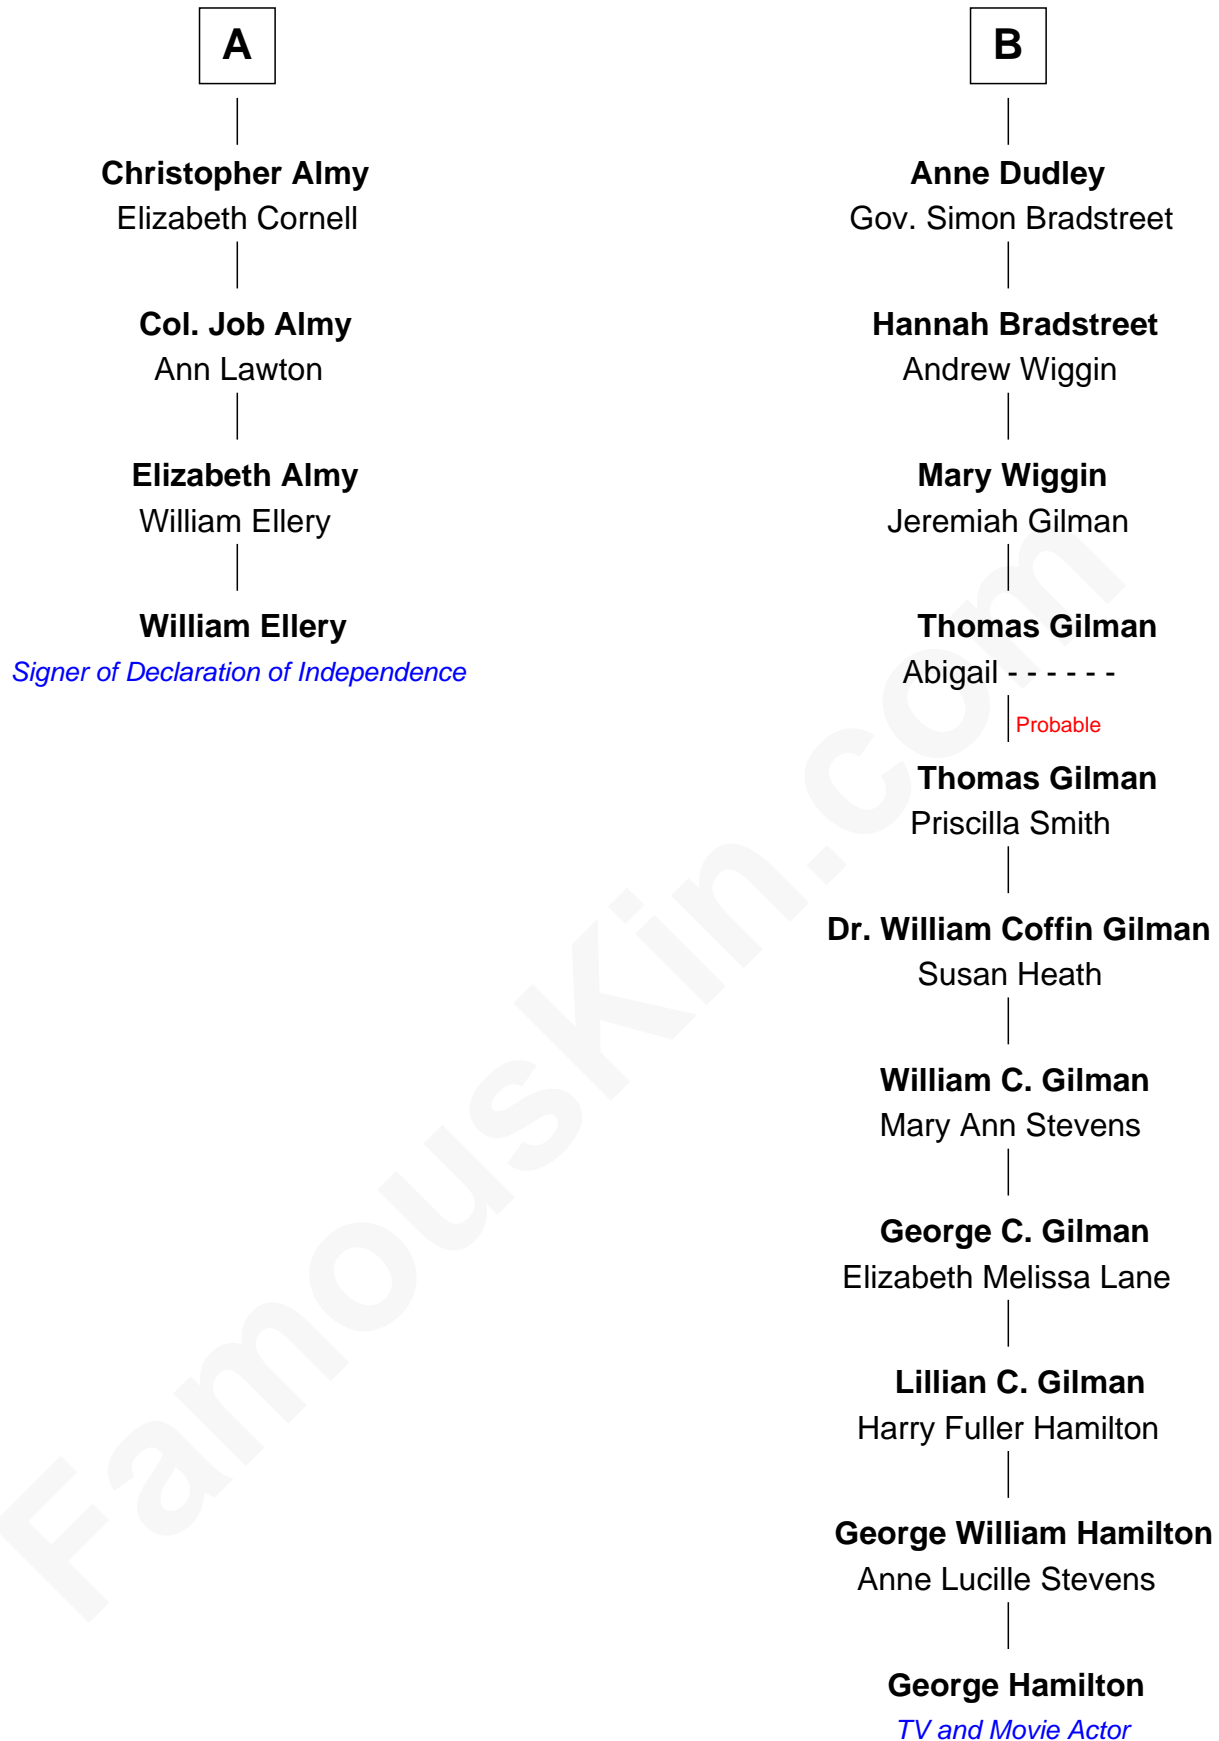 A
Christopher Almy
Elizabeth Cornell
Col. Job Almy
Ann Lawton
Elizabeth Almy
William Ellery
William Ellery
Signer of Declaration of Independence
B
Anne Dudley
Gov. Simon Bradstreet
Hannah Bradstreet
Andrew Wiggin
Mary Wiggin
Jeremiah Gilman
Thomas Gilman
Abigail - - - - - -
Probable
Thomas Gilman
Priscilla Smith
Dr. William Coffin Gilman
Susan Heath
William C. Gilman
Mary Ann Stevens
George C. Gilman
Elizabeth Melissa Lane
Lillian C. Gilman
Harry Fuller Hamilton
George William Hamilton
Anne Lucille Stevens
George Hamilton
TV and Movie Actor
FamousKin.com